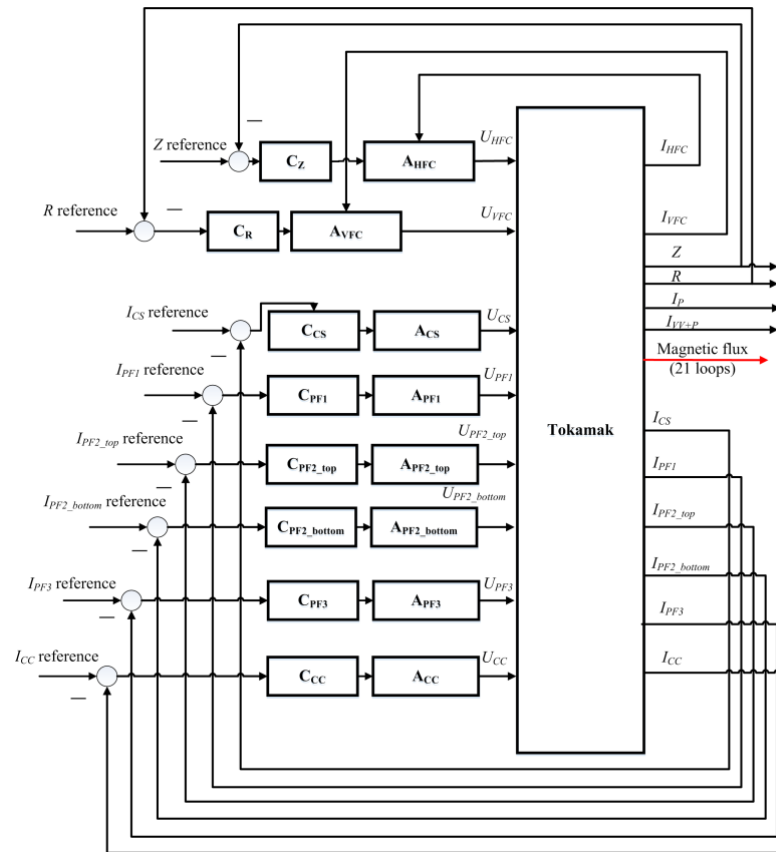 Z reference
—
C_Z
A_HFC
U_HFC
I_HFC
R reference
—
C_R
A_VFC
U_VFC
I_VFC
Z
R
I_P
I_VV+P
Magnetic flux
(21 loops)
Tokamak
I_CS reference
—
C_CS
A_CS
U_CS
I_CS
I_PF1 reference
—
C_PF1
A_PF1
U_PF1
I_PF1
I_PF2_top reference
—
C_PF2_top
A_PF2_top
U_PF2_top
I_PF2_top
I_PF2_bottom reference
—
C_PF2_bottom
A_PF2_bottom
U_PF2_bottom
I_PF2_bottom
I_PF3 reference
—
C_PF3
A_PF3
U_PF3
I_PF3
I_CC reference
—
C_CC
A_CC
U_CC
I_CC